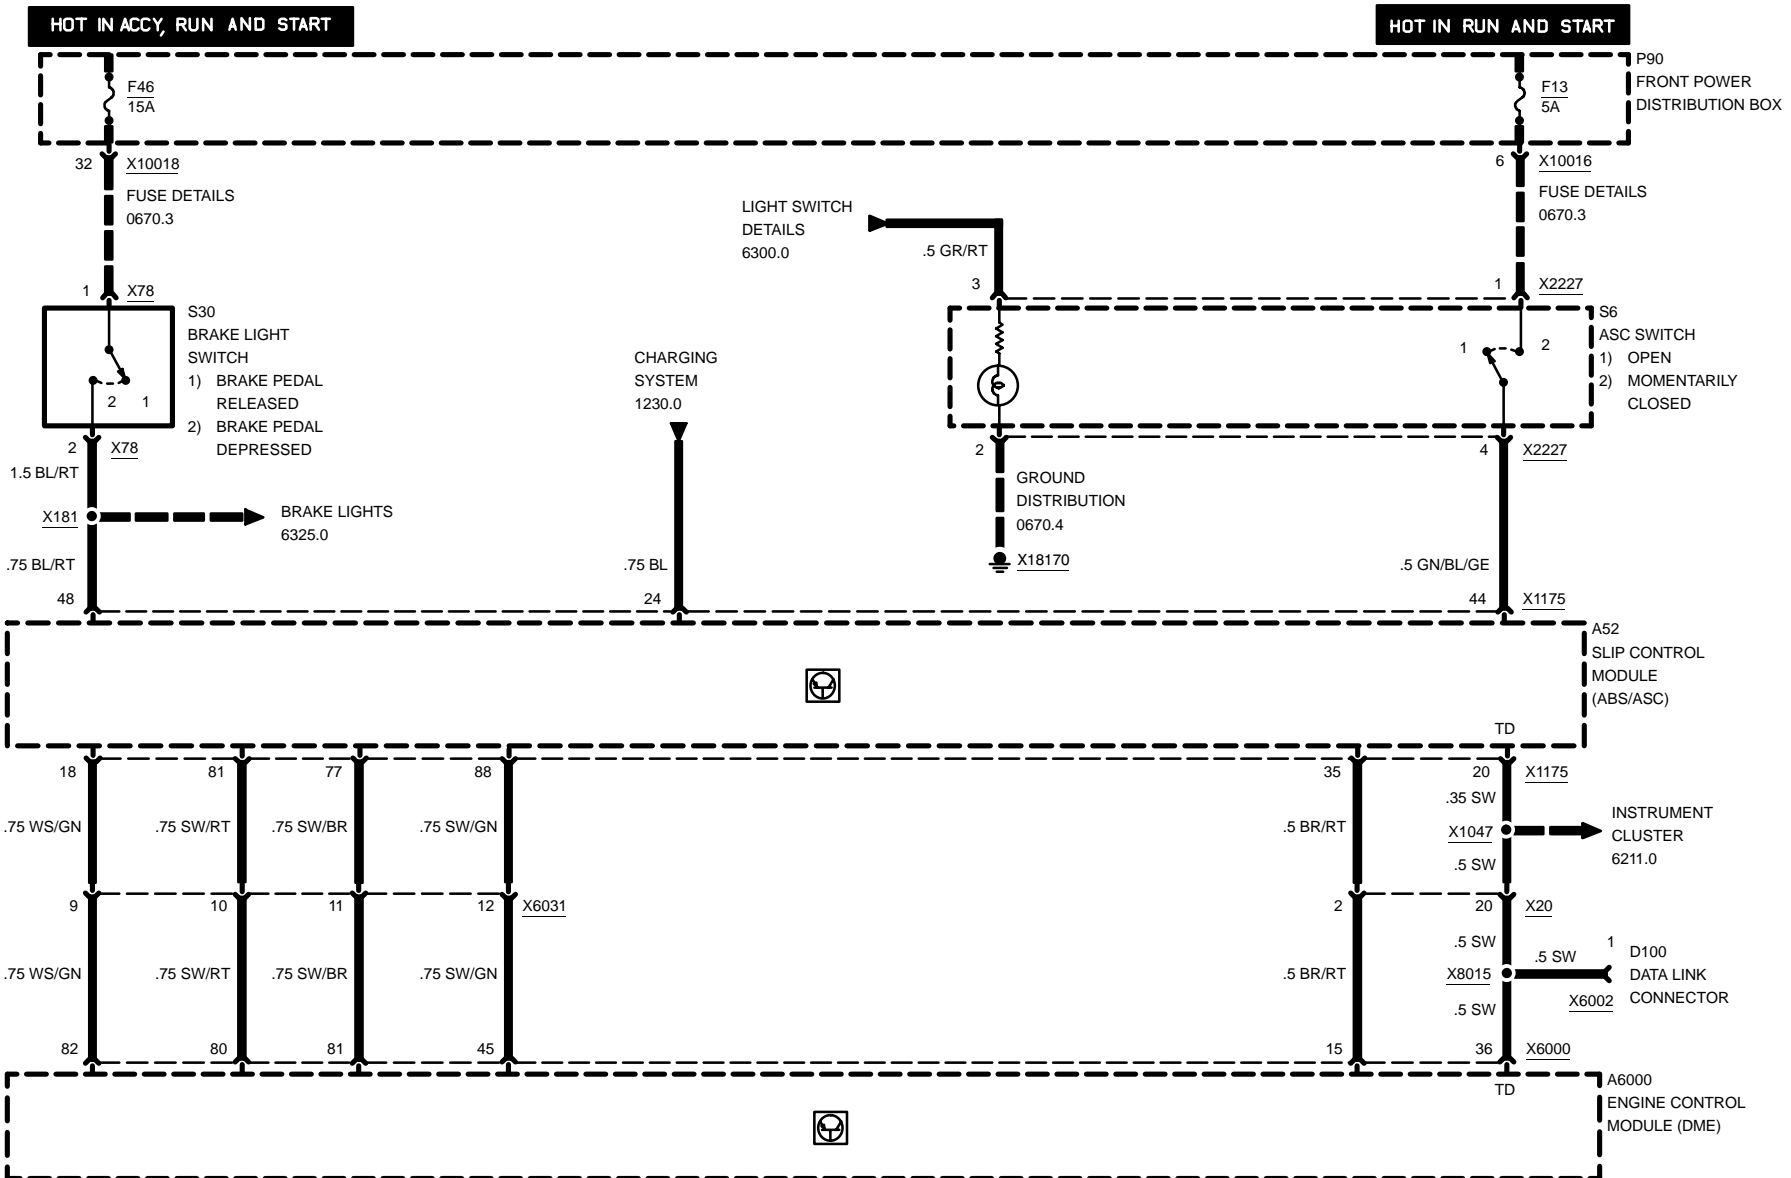 HOT IN ACCY, RUN AND START
HOT IN RUN AND START
F46
15A
F13
5A
P90
FRONT POWER
DISTRIBUTION BOX
32
X10018
FUSE DETAILS
0670.3
6
X10016
FUSE DETAILS
0670.3
LIGHT SWITCH
DETAILS
6300.0
.5 GR/RT
1
X78
3
1
X2227
S30
BRAKE LIGHT
SWITCH
1) BRAKE PEDAL
RELEASED
2) BRAKE PEDAL
DEPRESSED
2
1
CHARGING
SYSTEM
1230.0
1
2
S6
ASC SWITCH
1) OPEN
2) MOMENTARILY
CLOSED
2
X78
1.5 BL/RT
2
4
X2227
GROUND
DISTRIBUTION
0670.4
X181
BRAKE LIGHTS
6325.0
X18170
.75 BL/RT
.75 BL
.5 GN/BL/GE
48
24
44
X1175
A52
SLIP CONTROL
MODULE
(ABS/ASC)
TD
18
81
77
88
35
20
X1175
.35 SW
.75 WS/GN
.75 SW/RT
.75 SW/BR
.75 SW/GN
.5 BR/RT
X1047
INSTRUMENT
CLUSTER
6211.0
.5 SW
9
10
11
12
X6031
2
20
X20
.5 SW
.5 SW
1
D100
DATA LINK
CONNECTOR
.75 WS/GN
.75 SW/RT
.75 SW/BR
.75 SW/GN
.5 BR/RT
X8015
X6002
.5 SW
82
80
81
45
15
36
X6000
TD
A6000
ENGINE CONTROL
MODULE (DME)